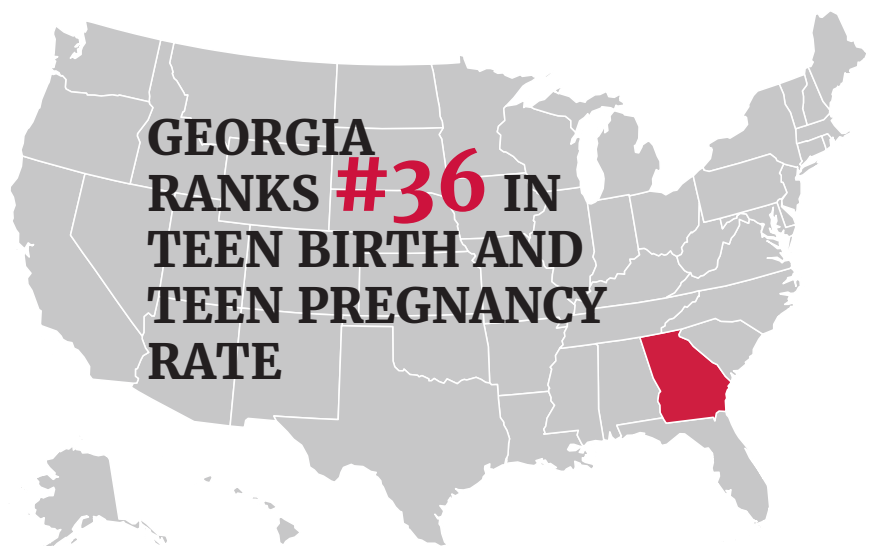 GEORGIA
RANKS #36 IN
TEEN BIRTH AND
TEEN PREGNANCY
RATE